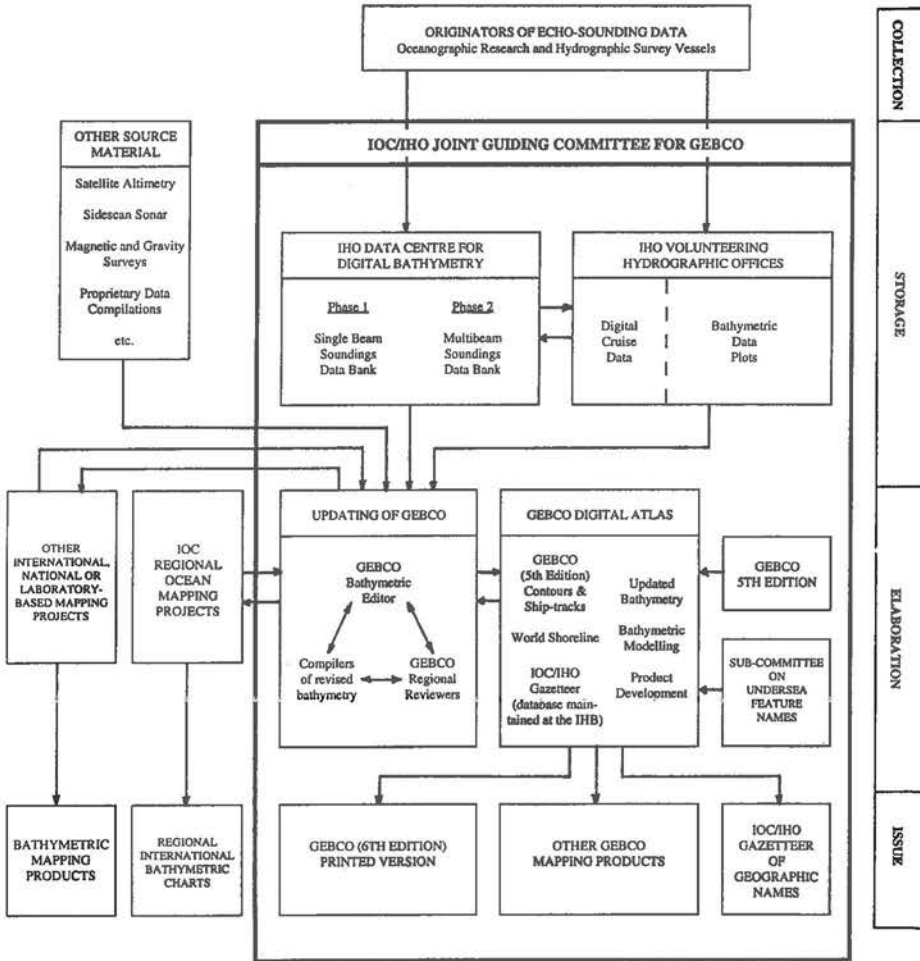 ORIGINATORS OF ECHO-SOUNDING DATA
Oceanographic Research and Hydrographic Survey Vessels
COLLECTION
OTHER SOURCE
MATERIAL
Satellite Altimetry
Sidescan Sonar
Magnetic and Gravity
Surveys
Proprietary Data
Compilations
etc.
IOC/IHO JOINT GUIDING COMMITTEE FOR GEBCO
IHO DATA CENTRE FOR
DIGITAL BATHYMETRY
Phase 1
Single Beam
Soundings
Data Bank
Phase 2
Multibeam
Soundings
Data Bank
IHO VOLUNTEERING
HYDROGRAPHIC OFFICES
Digital
Cruise
Data
Bathymetric
Data
Plots
STORAGE
OTHER
INTERNATIONAL,
NATIONAL OR
LABORATORY-
BASED MAPPING
PROJECTS
IOC
REGIONAL
OCEAN
MAPPING
PROJECTS
UPDATING OF GEBCO
GEBCO
Bathymetric
Editor
Compilers
of revised
bathymetry
GEBCO
Regional
Reviewers
GEBCO DIGITAL ATLAS
GEBCO
(5th Edition)
Contours &
Ship-tracks
World Shoreline
IOC/IHO
Gazetteer
(database main-
tained at the IHB)
Updated
Bathymetry
Bathymetric
Modelling
Product
Development
GEBCO
5TH EDITION
SUB-COMMITTEE
ON
UNDERSEA
FEATURE
NAMES
ELABORATION
BATHYMETRIC
MAPPING
PRODUCTS
REGIONAL
INTERNATIONAL
BATHYMETRIC
CHARTS
GEBCO (6TH EDITION)
PRINTED VERSION
OTHER GEBCO
MAPPING PRODUCTS
IOC/IHO
GAZETTEER
OF
GEOGRAPHIC
NAMES
ISSUE